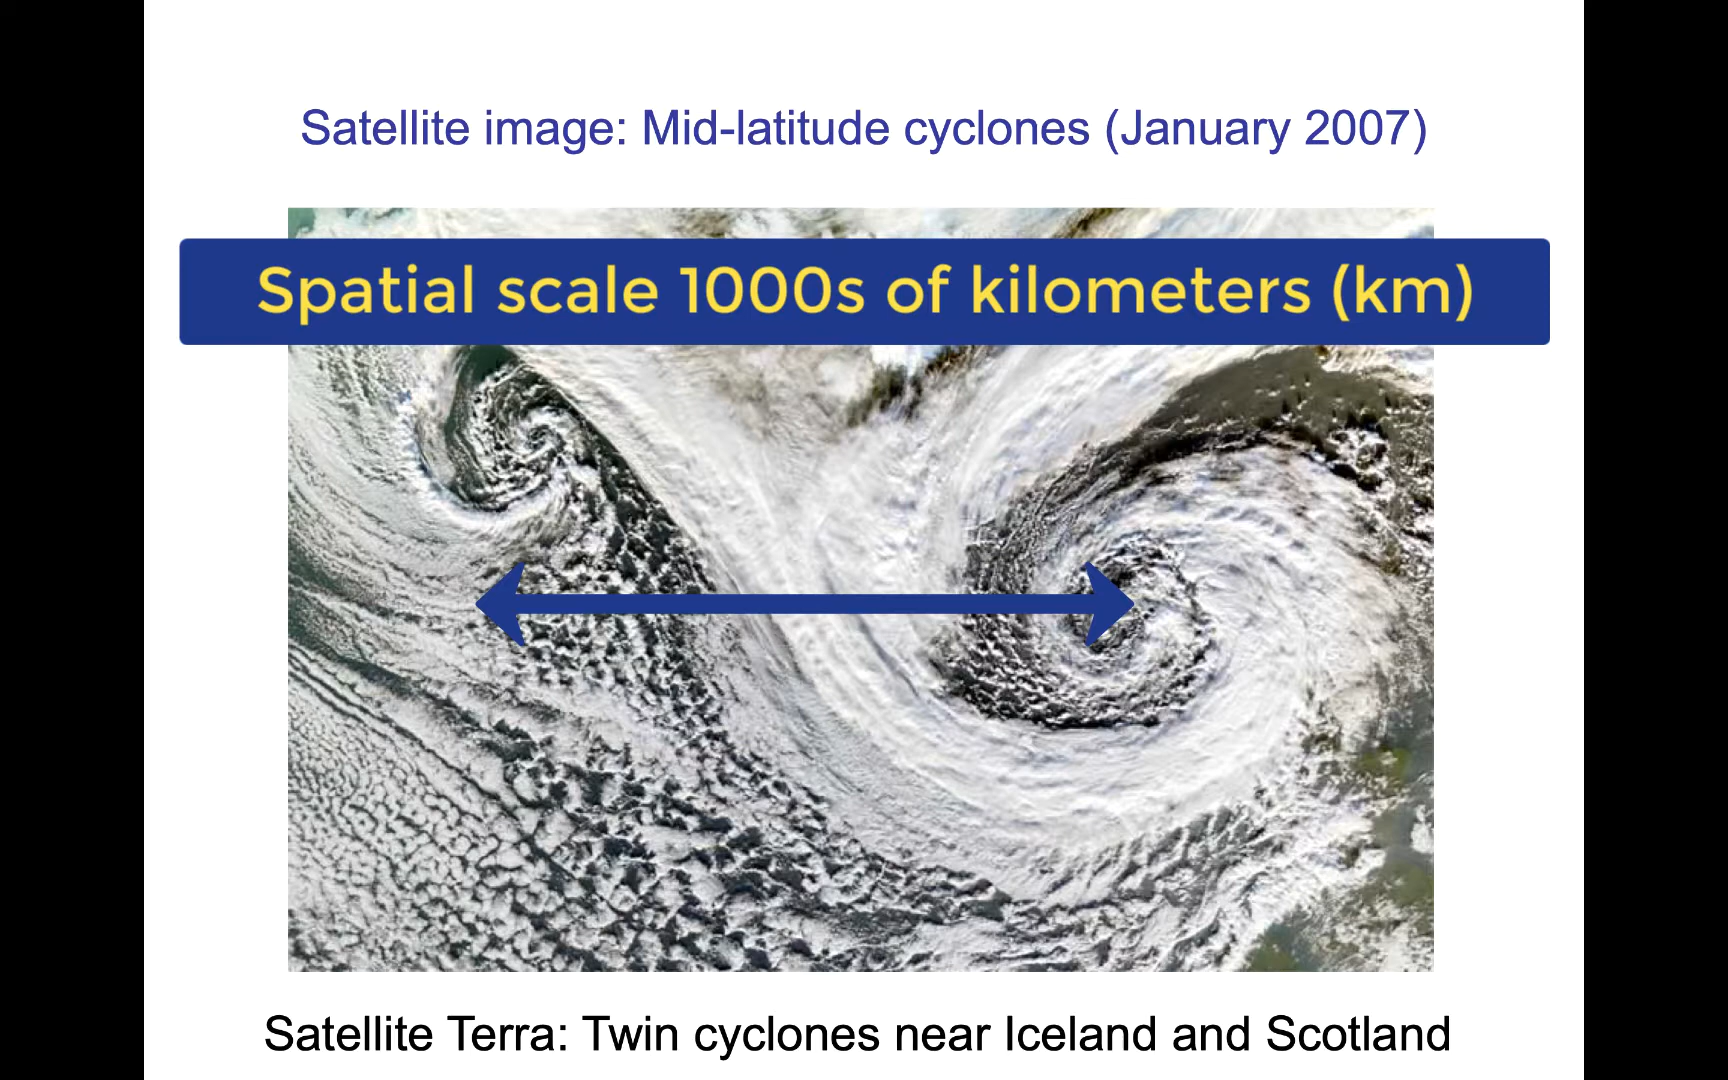 Satellite image: Mid-latitude cyclones (January 2007)
Spatial scale 1000s of kilometers (km)
Satellite Terra: Twin cyclones near Iceland and Scotland